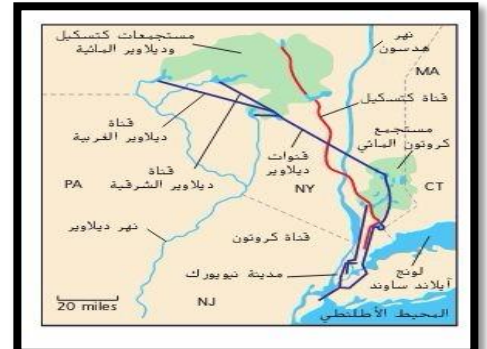 مستجمعات كتسكيل
وديلاوير المائية
نهر
هدسون
MA
قناة كتسكيل
مستجمع
كروتون المائي
قناة
ديلاوير الغربية
قناة
ديلاوير الشرقية
قنوات
ديلاوير
PA
NY
CT
نهر ديلاوير
قناة كروتون
مدينة نيويورك
لونج
آيلاند ساوند
20 miles
NJ
المحيط الأطلنطي